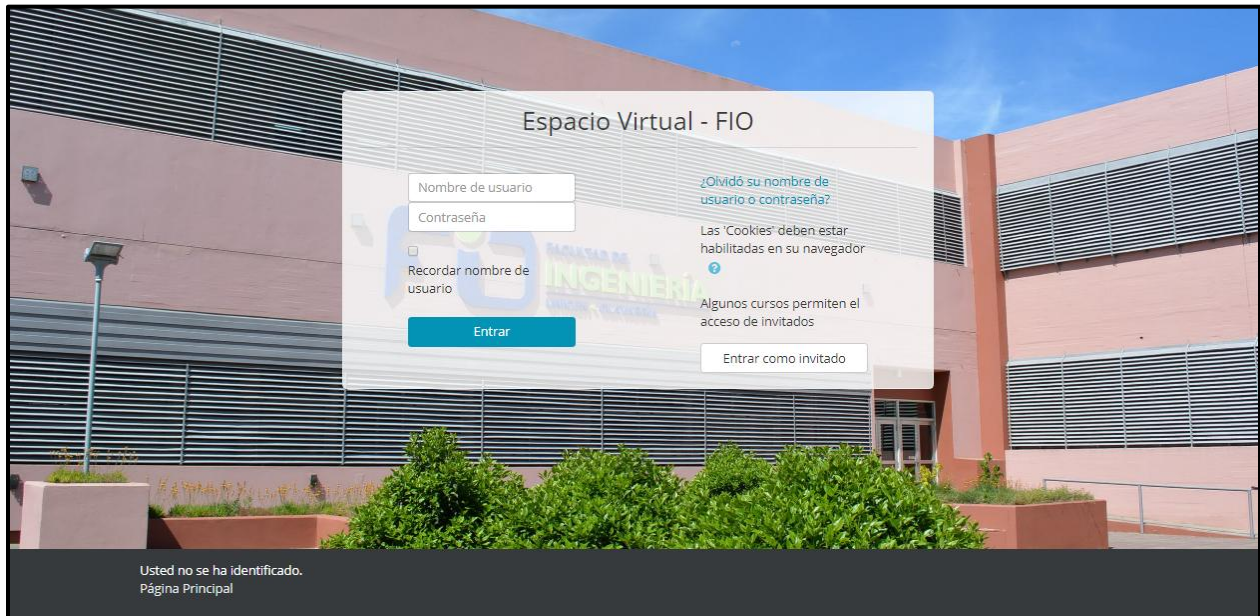 Espacio Virtual - FIO
Nombre de usuario
Contraseña
Recordar nombre de
usuario
Entrar
¿Olvidó su nombre de
usuario o contraseña?
Las 'Cookies' deben estar
habilitadas en su navegador
Algunos cursos permiten el
acceso de invitados
Entrar como invitado
FIO
FACULTAD DE
INGENIERÍA
Usted no se ha identificado.
Página Principal